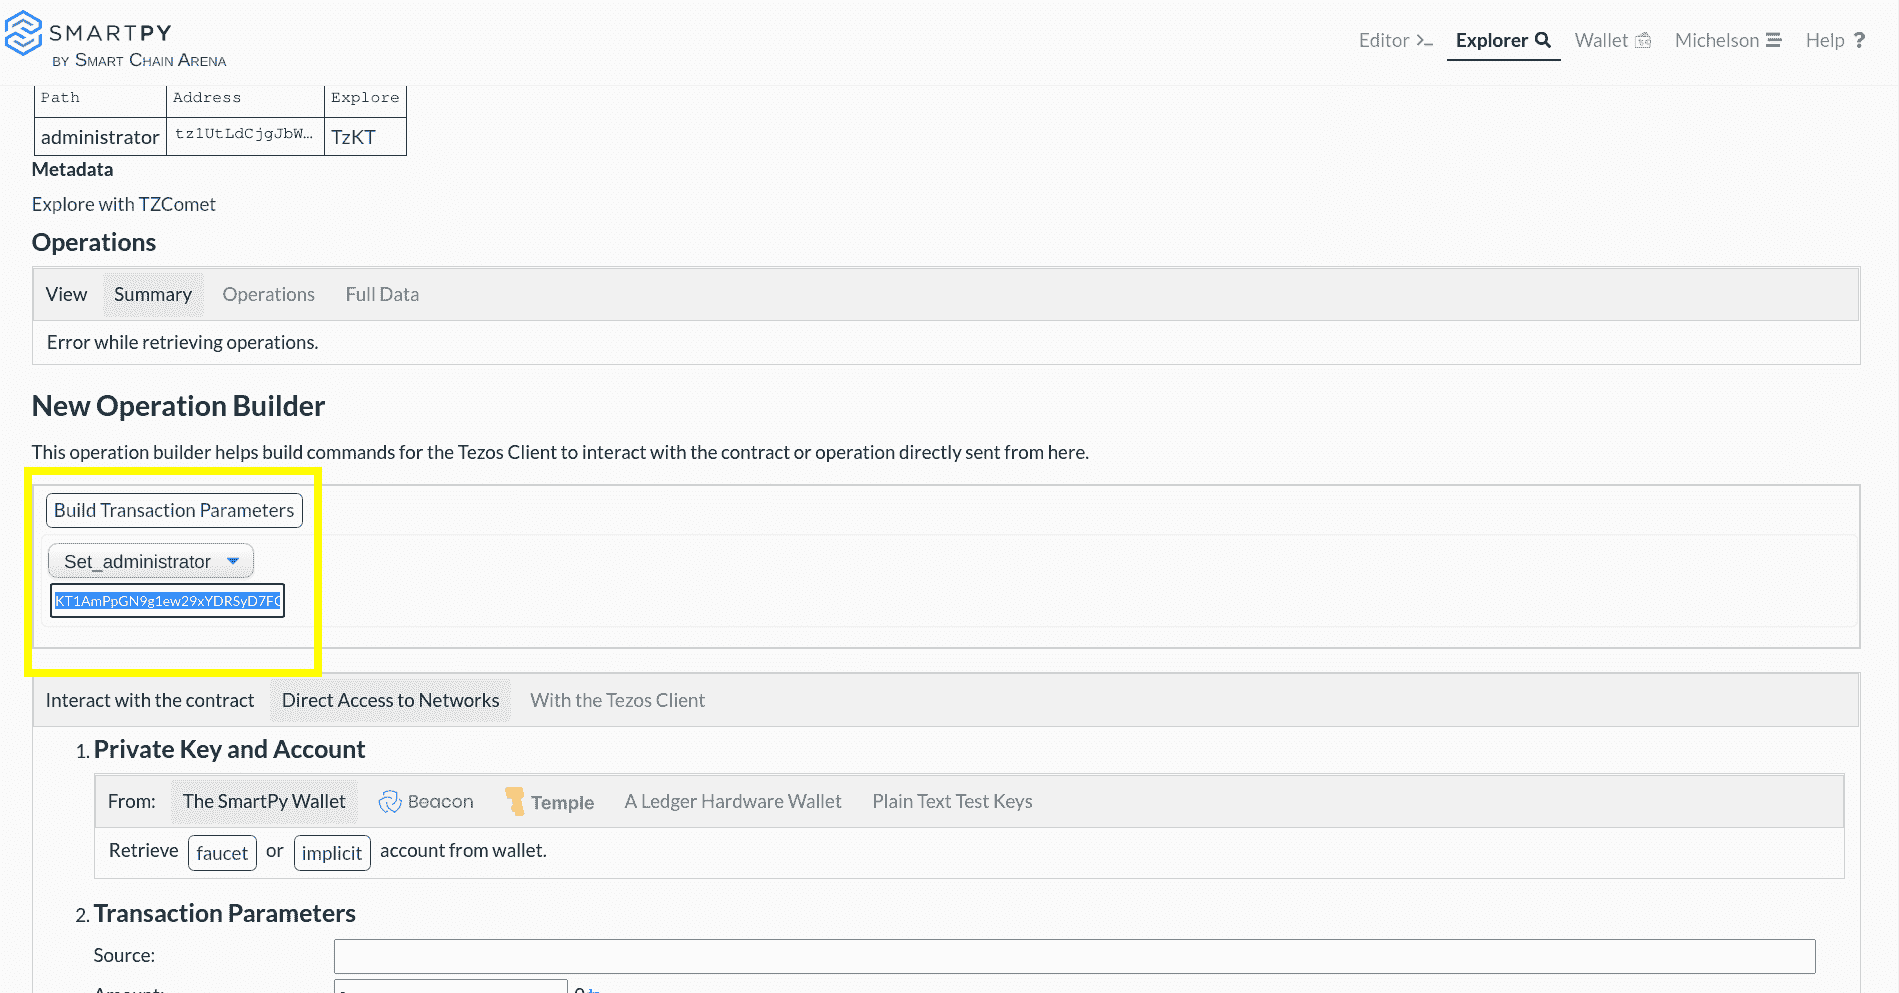 SMARTPY
BY SMART CHAIN ARENA
Editor >_ Explorer Wallet Michelson Help ?
Path Address Explore
administrator tz1UtLdCjgJbW… TzKT
Metadata
Explore with TZComet
Operations
View Summary Operations Full Data
Error while retrieving operations.
New Operation Builder
This operation builder helps build commands for the Tezos Client to interact with the contract or operation directly sent from here.
Build Transaction Parameters
Set_administrator
KT1AmPpGN9g1ew29xYDRSyD7F
Interact with the contract Direct Access to Networks With the Tezos Client
1. Private Key and Account
From: The SmartPy Wallet Beacon Temple A Ledger Hardware Wallet Plain Text Test Keys
Retrieve faucet or implicit account from wallet.
2. Transaction Parameters
Source:
Amount: